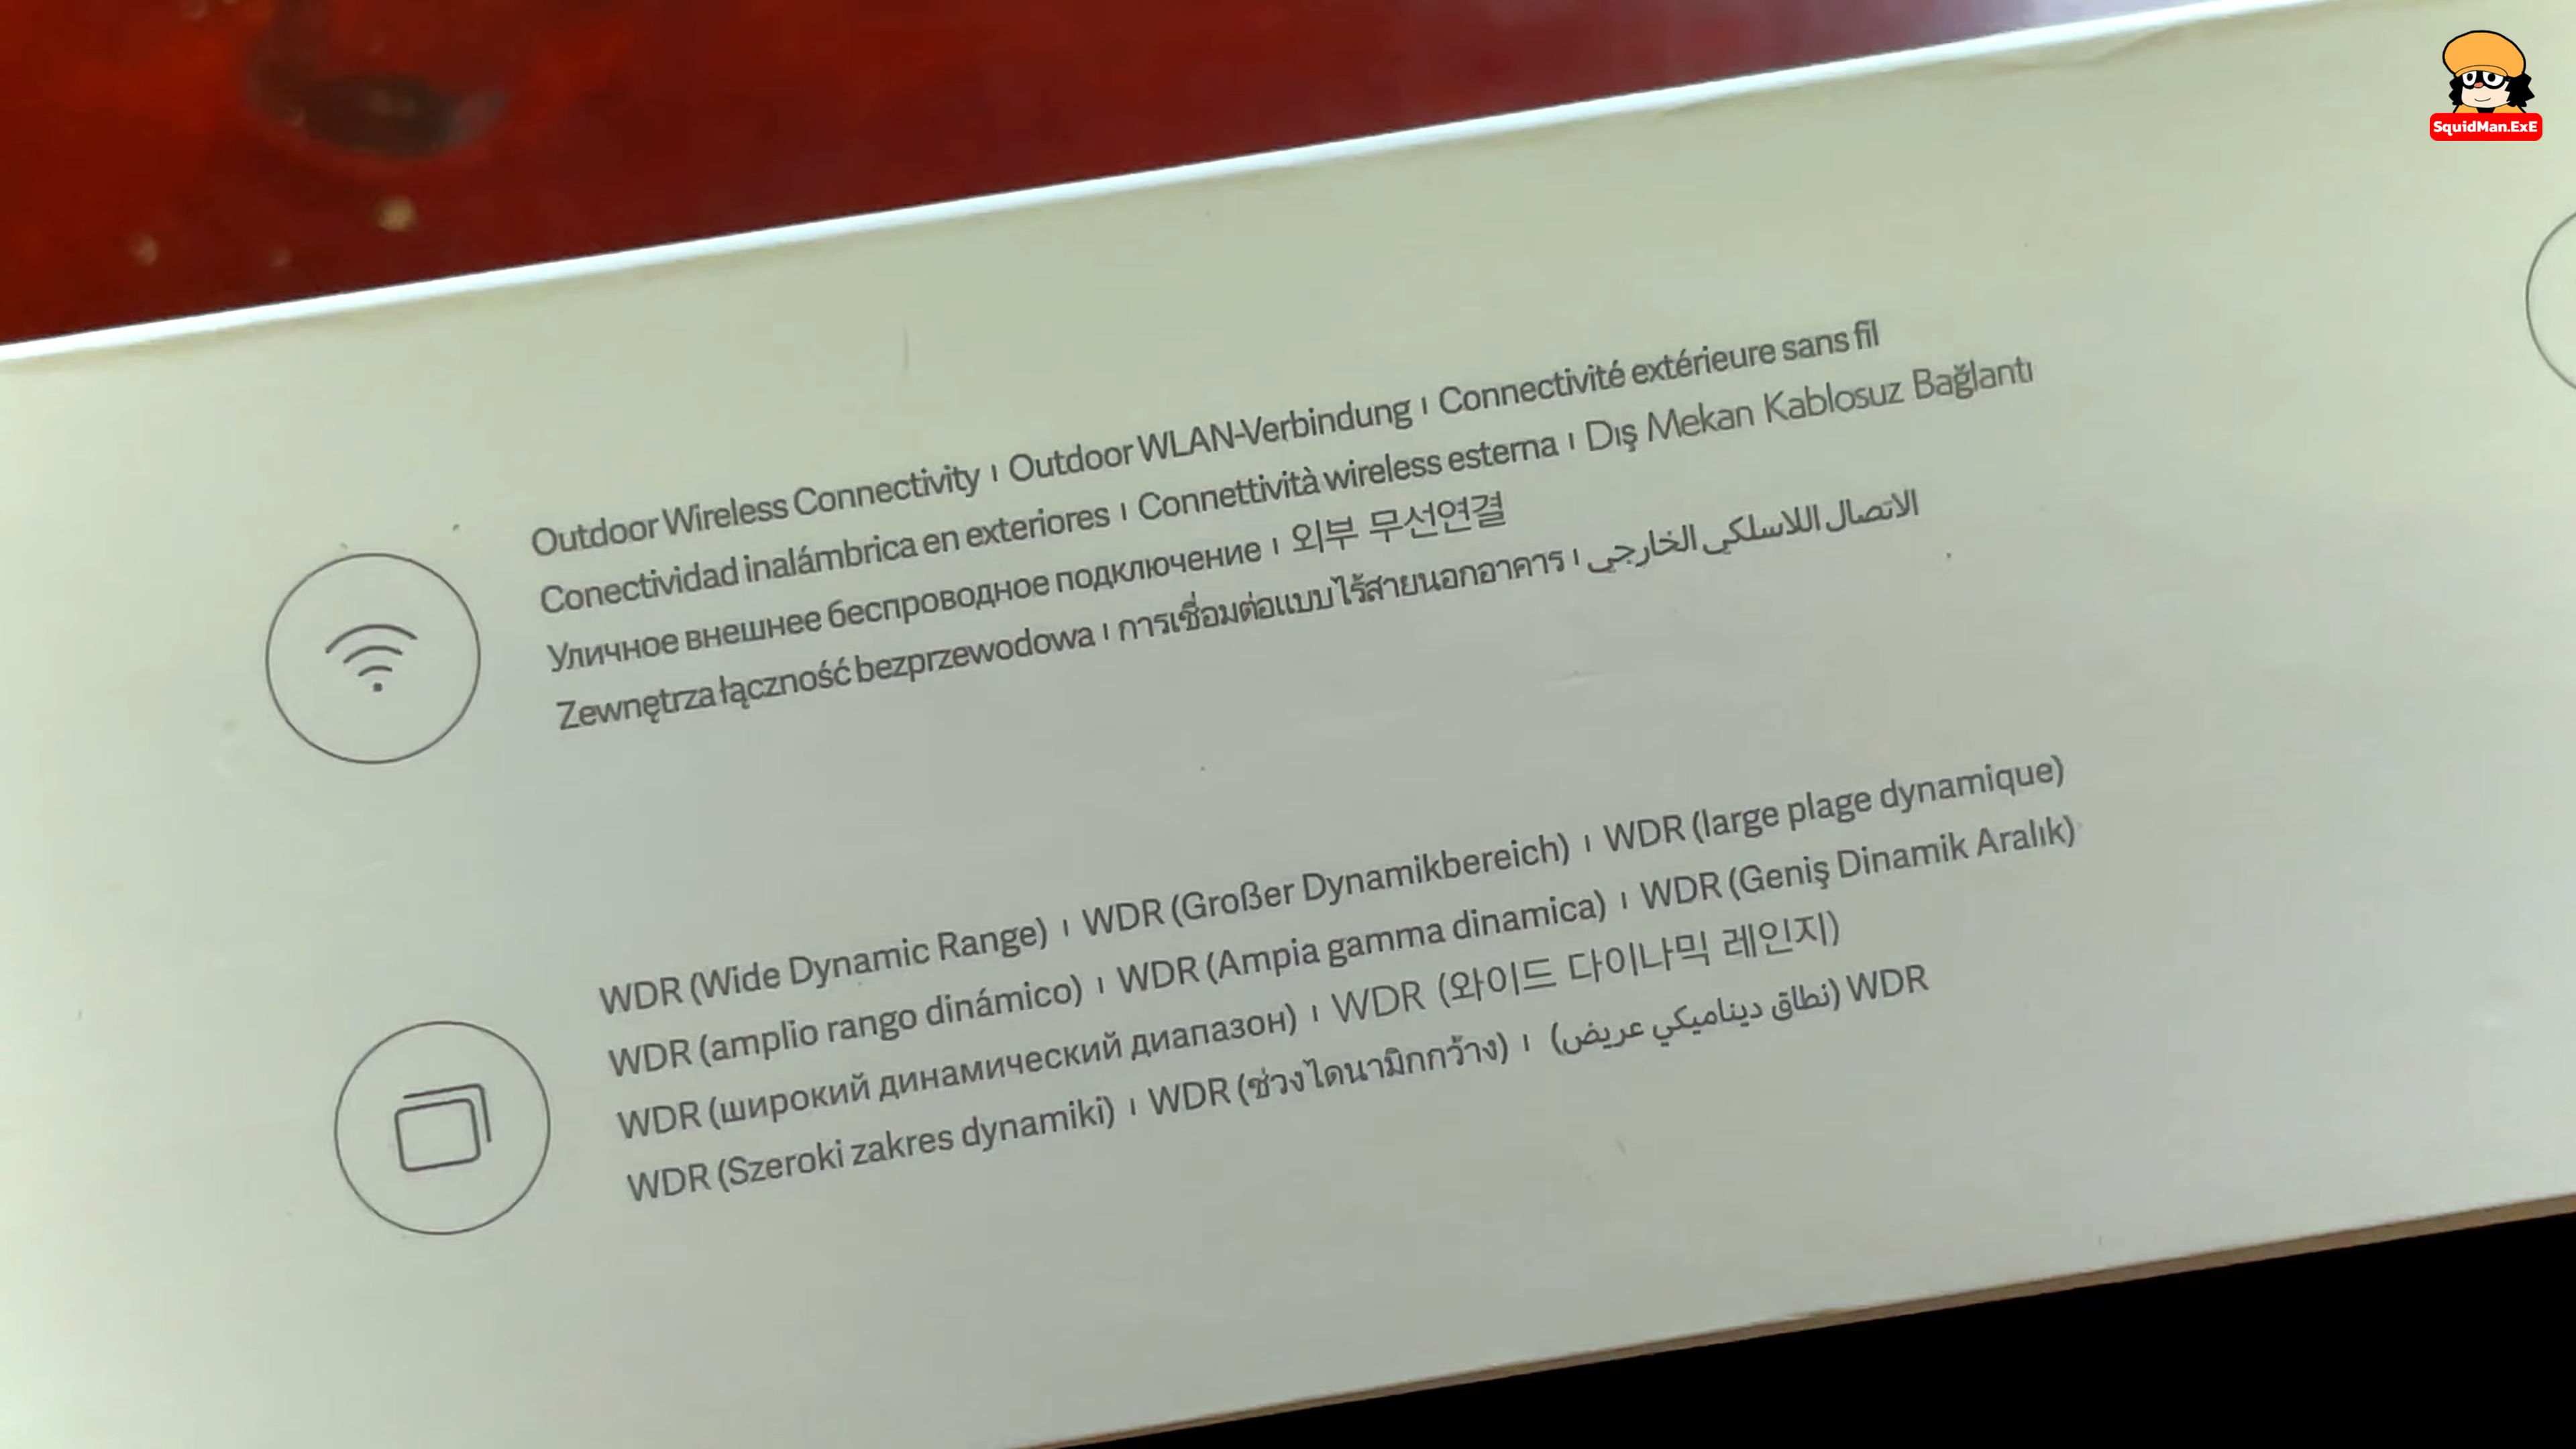 SquidMan.ExE
Outdoor Wireless Connectivity ı Outdoor WLAN-Verbindung ı Connectivité extérieure sans fil
Conectividad inalámbrica en exteriores ı Connettività wireless esterna ı Dış Mekan Kablosuz Bağlantı
Уличное внешнее беспроводное подключение ı 외부 무선연결
Zewnętrza łączność bezprzewodowa ı การเชื่อมต่อแบบไร้สายนอกอาคาร ı الاتصال اللاسلكي الخارجي
WDR (Wide Dynamic Range) ı WDR (Großer Dynamikbereich) ı WDR (large plage dynamique)
WDR (amplio rango dinámico) ı WDR (Ampia gamma dinamica) ı WDR (Geniş Dinamik Aralık)
WDR (широкий динамический диапазон) ı WDR (와이드 다이나믹 레인지)
WDR (Szeroki zakres dynamiki) ı WDR (ช่วงไดนามิกกว้าง) ı WDR (نطاق ديناميكي عريض)